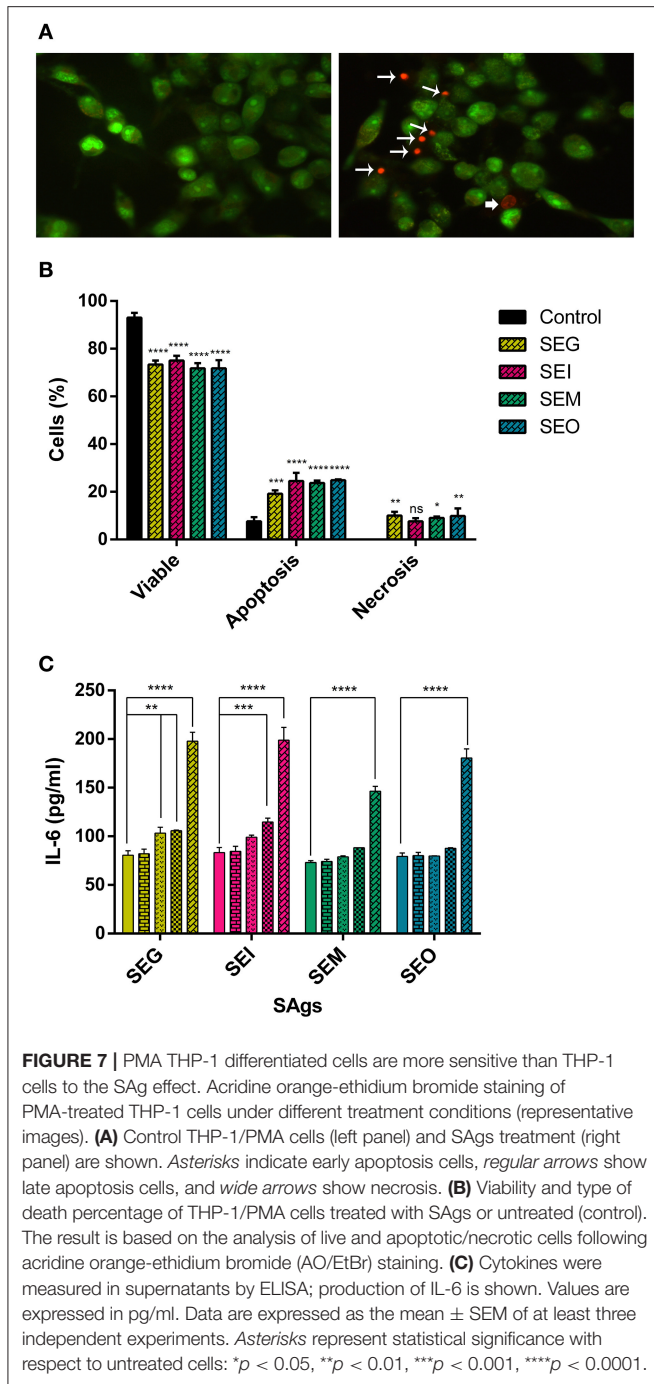 A
B
100
80
60
40
20
0
Cells (%)
****
****
****
****
***
****
****
****
**
ns
*
**
Viable
Apoptosis
Necrosis
Control
SEG
SEI
SEM
SEO
C
250
200
150
100
50
0
IL-6 (pg/ml)
****
**
****
***
****
****
SEG
SEI
SEM
SEO
SAgs
FIGURE 7 | PMA THP-1 differentiated cells are more sensitive than THP-1
cells to the SAg effect. Acridine orange-ethidium bromide staining of
PMA-treated THP-1 cells under different treatment conditions (representative
images). (A) Control THP-1/PMA cells (left panel) and SAgs treatment (right
panel) are shown. Asterisks indicate early apoptosis cells, regular arrows show
late apoptosis cells, and wide arrows show necrosis. (B) Viability and type of
death percentage of THP-1/PMA cells treated with SAgs or untreated (control).
The result is based on the analysis of live and apoptotic/necrotic cells following
acridine orange-ethidium bromide (AO/EtBr) staining. (C) Cytokines were
measured in supernatants by ELISA; production of IL-6 is shown. Values are
expressed in pg/ml. Data are expressed as the mean ± SEM of at least three
independent experiments. Asterisks represent statistical significance with
respect to untreated cells: *p < 0.05, **p < 0.01, ***p < 0.001, ****p < 0.0001.